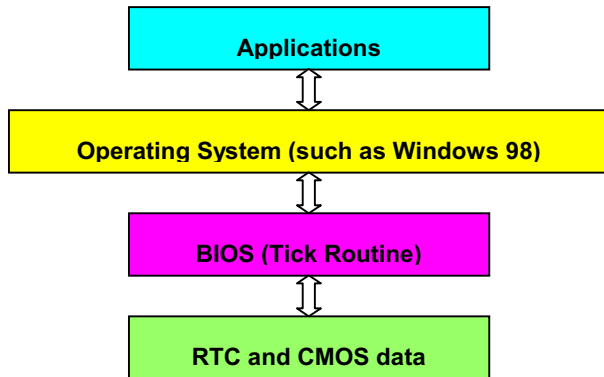 Applications
Operating System (such as Windows 98)
BIOS (Tick Routine)
RTC and CMOS data